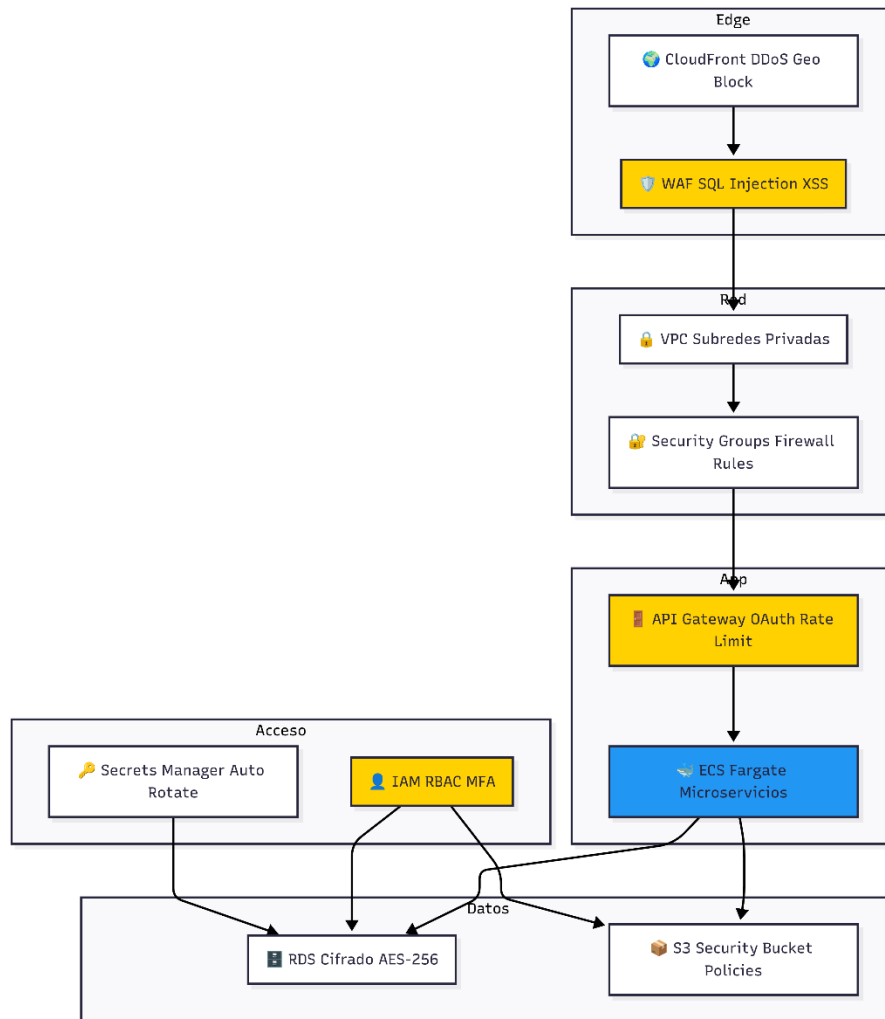 Edge
🌍 CloudFront DDoS Geo
Block
🛡️ WAF SQL Injection XSS
Red
🔒 VPC Subredes Privadas
🔐 Security Groups Firewall
Rules
App
🚪 API Gateway OAuth Rate
Limit
Acceso
🔑 Secrets Manager Auto
Rotate
👤 IAM RBAC MFA
🐳 ECS Fargate
Microservicios
Datos
🗄️ RDS Cifrado AES-256
📦 S3 Security Bucket
Policies